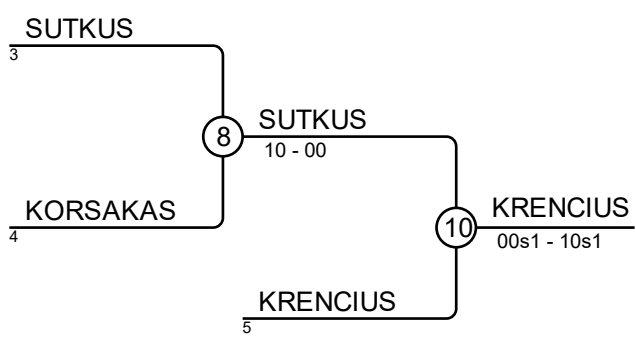 SUTKUS
3
8
SUTKUS
10 - 00
KORSAKAS
4
10
KRENCIUS
00s1 - 10s1
KRENCIUS
5